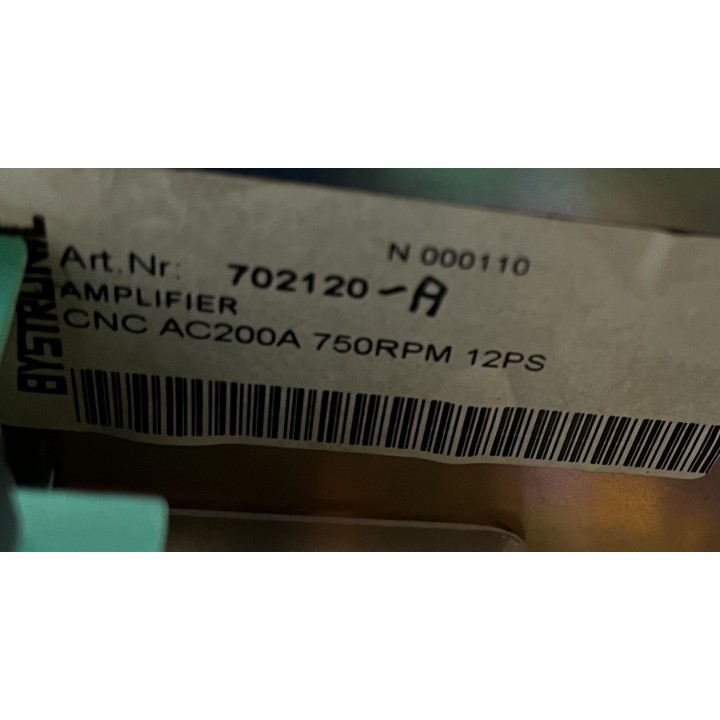 BYSTRONIC
N 000110
Art.Nr: 702120-A
AMPLIFIER
CNC AC200A 750RPM 12PS